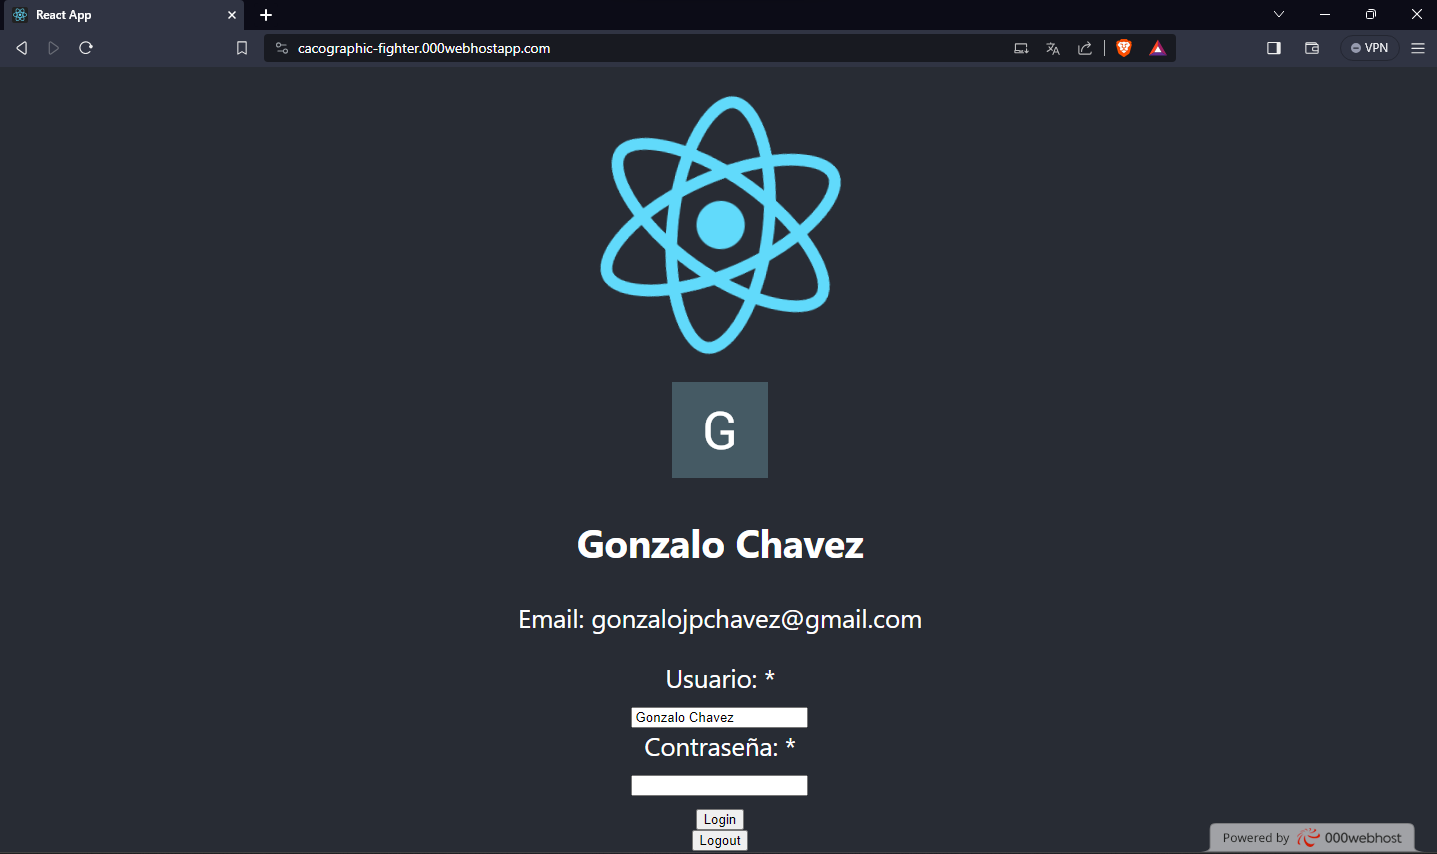 React App
cacographic-fighter.000webhostapp.com
VPN
G
Gonzalo Chavez
Email: gonzalojpchavez@gmail.com
Usuario: *
Gonzalo Chavez
Contraseña: *
Login
Logout
Powered by 000webhost